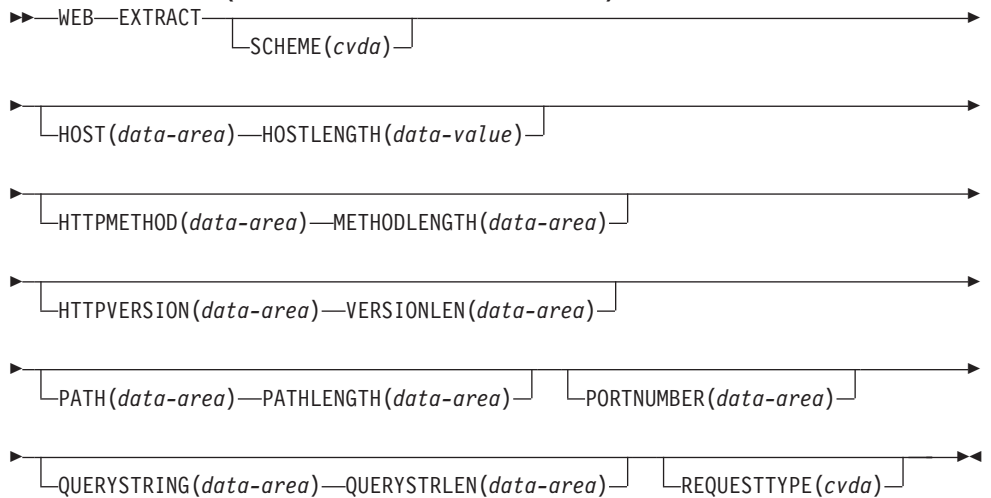 WEB EXTRACT
SCHEME(cvda)
HOST(data-area) HOSTLENGTH(data-value)
HTTPMETHOD(data-area) METHODLENGTH(data-area)
HTTPVERSION(data-area) VERSIONLEN(data-area)
PATH(data-area) PATHLENGTH(data-area) PORTNUMBER(data-area)
QUERYSTRING(data-area) QUERYSTRLEN(data-area) REQUESTTYPE(cvda)